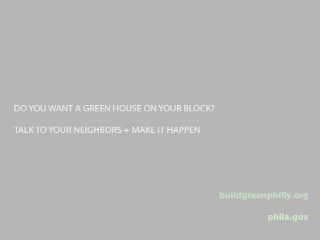 DO YOU WANT A GREEN HOUSE ON YOUR BLOCK?
TALK TO YOUR NEIGHBORS + MAKE IT HAPPEN
buildgreenphilly.org
phila.gov